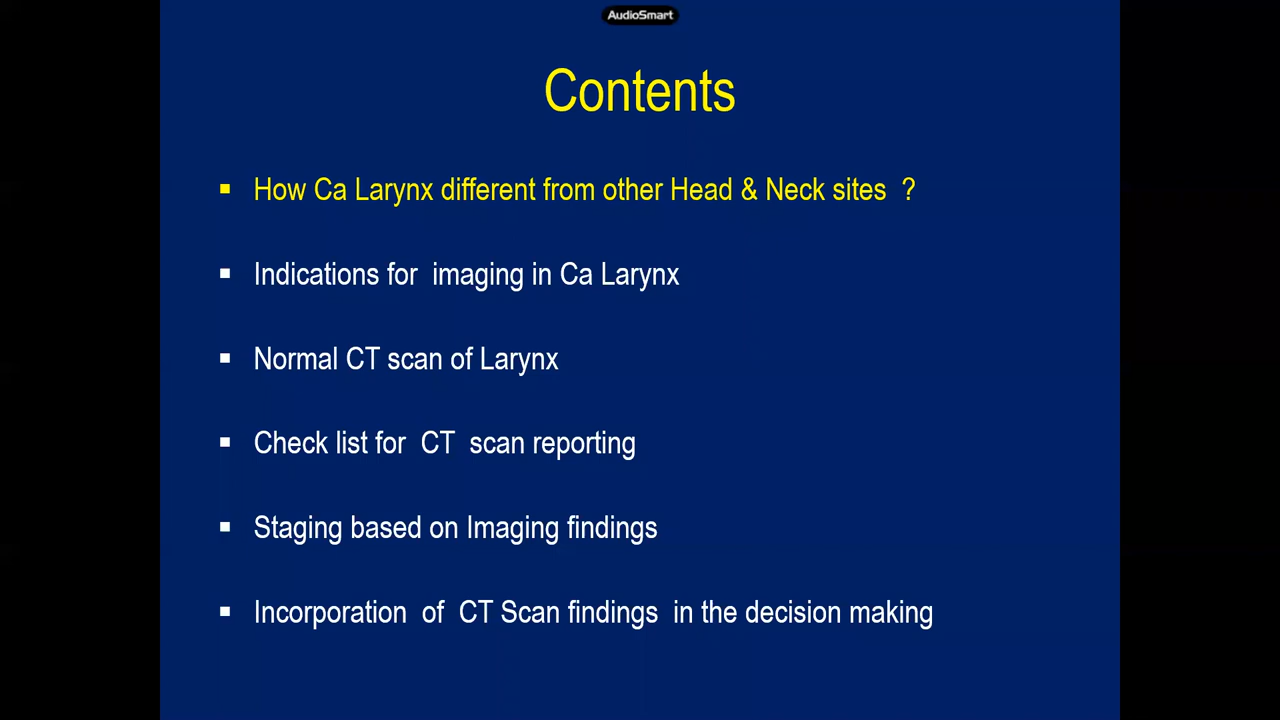 AudioSmart
Contents
▪ How Ca Larynx different from other Head & Neck sites ?
▪ Indications for imaging in Ca Larynx
▪ Normal CT scan of Larynx
▪ Check list for CT scan reporting
▪ Staging based on Imaging findings
▪ Incorporation of CT Scan findings in the decision making